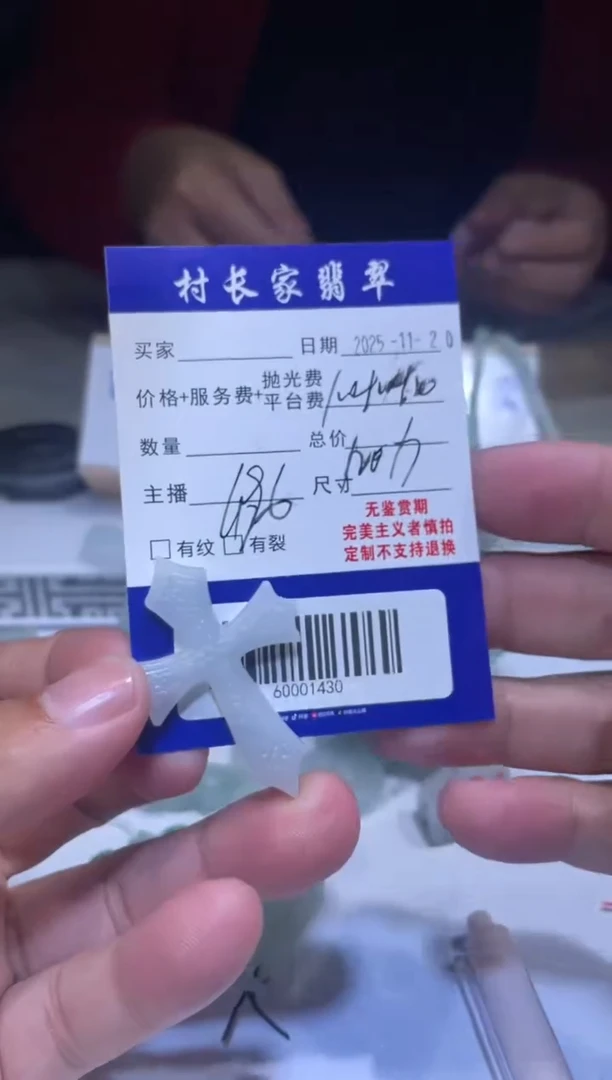 村长家翡翠
买家 日期 2025-11-20
价格+服务费+抛光费
平台费
数量 总价
主播 尺寸
无鉴赏期
完美主义者慎拍
定制不支持退换
□有纹 □有裂
60001430